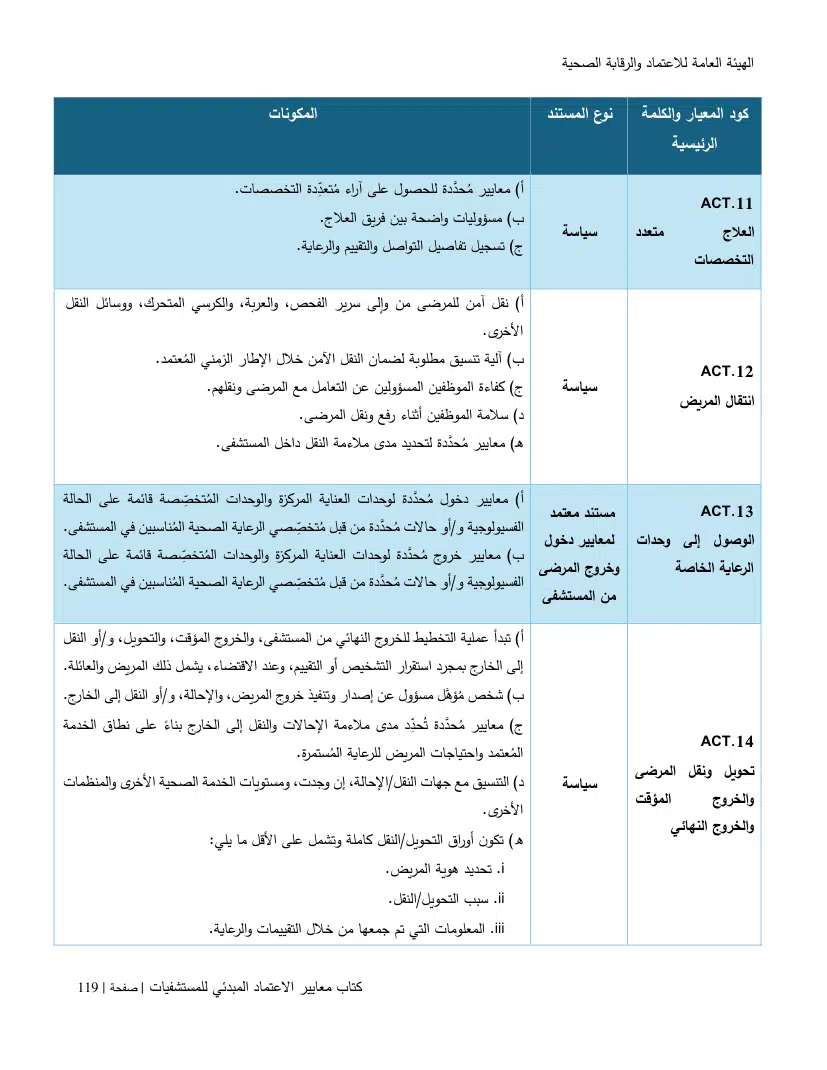 الهيئة العامة للاعتماد والرقابة الصحية
كود المعيار والكلمة
الرئيسية
نوع المستند
المكونات
ACT.11
العلاج متعدد
التخصصات
سياسة
أ) معايير مُحدَّدة للحصول على آراء مُتعدِّدة التخصصات.
ب) مسؤوليات واضحة بين فريق العلاج.
ج) تسجيل تفاصيل التواصل والتقييم والرعاية.
ACT.12
انتقال المريض
سياسة
أ) نقل آمن للمرضى من وإلى سرير الفحص، والعربة، والكرسي المتحرك، ووسائل النقل
الأخرى.
ب) آلية تنسيق مطلوبة لضمان النقل الآمن خلال الإطار الزمني المُعتمد.
ج) كفاءة الموظفين المسؤولين عن التعامل مع المرضى ونقلهم.
د) سلامة الموظفين أثناء رفع ونقل المرضى.
ه) معايير مُحدَّدة لتحديد مدى ملاءمة النقل داخل المستشفى.
ACT.13
الوصول إلى وحدات
الرعاية الخاصة
مستند معتمد
لمعايير دخول
وخروج المرضى
من المستشفى
أ) معايير دخول مُحدَّدة لوحدات العناية المركزة والوحدات المُتخصِّصة قائمة على الحالة
الفسيولوجية و/أو حالات مُحدَّدة من قبل مُتخصِّصي الرعاية الصحية المُناسبين في المستشفى.
ب) معايير خروج مُحدَّدة لوحدات العناية المركزة والوحدات المُتخصِّصة قائمة على الحالة
الفسيولوجية و/أو حالات مُحدَّدة من قبل مُتخصِّصي الرعاية الصحية المُناسبين في المستشفى.
ACT.14
تحويل ونقل المرضى
والخروج المؤقت
والخروج النهائي
سياسة
أ) تبدأ عملية التخطيط للخروج النهائي من المستشفى، والخروج المؤقت، والتحويل، و/أو النقل
إلى الخارج بمجرد استقرار التشخيص أو التقييم، وعند الاقتضاء، يشمل ذلك المريض والعائلة.
ب) شخص مُؤهَّل مسؤول عن إصدار وتنفيذ خروج المريض، والإحالة، و/أو النقل إلى الخارج.
ج) معايير مُحدَّدة تُحدِّد مدى ملاءمة الإحالات والنقل إلى الخارج بناءً على نطاق الخدمة
المُعتمد واحتياجات المريض للرعاية المُستمرة.
د) التنسيق مع جهات النقل/الإحالة، إن وجدت، ومستويات الخدمة الصحية الأخرى والمنظمات
الأخرى.
ه) تكون أوراق التحويل/النقل كاملة وتشمل على الأقل ما يلي:
i. تحديد هوية المريض.
ii. سبب التحويل/النقل.
iii. المعلومات التي تم جمعها من خلال التقييمات والرعاية.
كتاب معايير الاعتماد المبدئي للمستشفيات | صفحة | 119